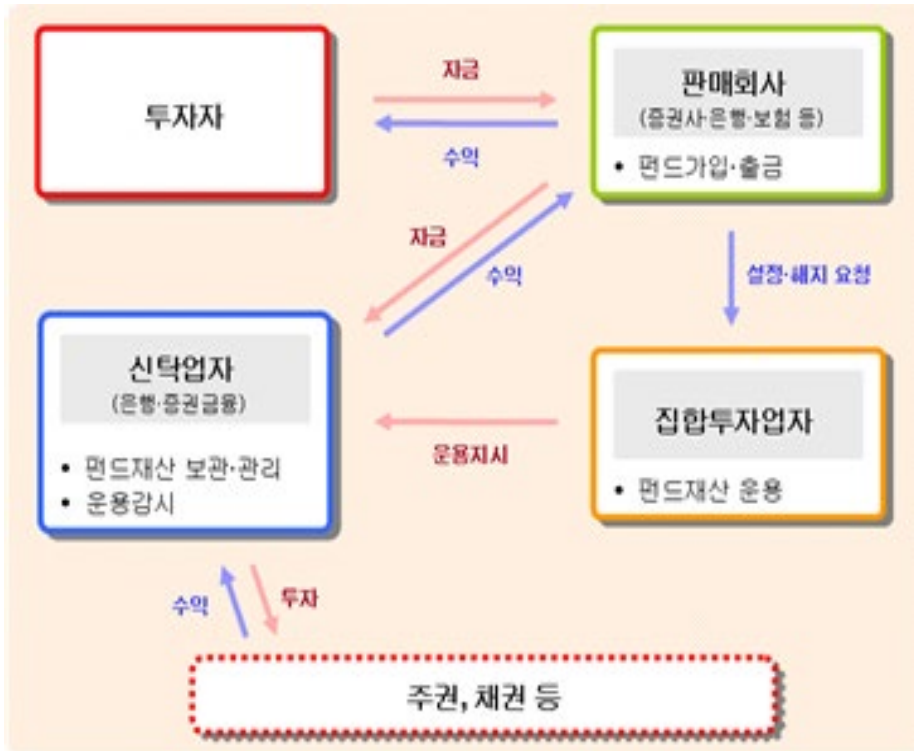 투자자
자금
수익
판매회사
(증권사·은행·보험 등)
• 펀드가입·출금
자금
수익
설정·해지 요청
신탁업자
(은행·증권금융)
• 펀드재산 보관·관리
• 운용감시
운용지시
집합투자업자
• 펀드재산 운용
수익
투자
주권, 채권 등